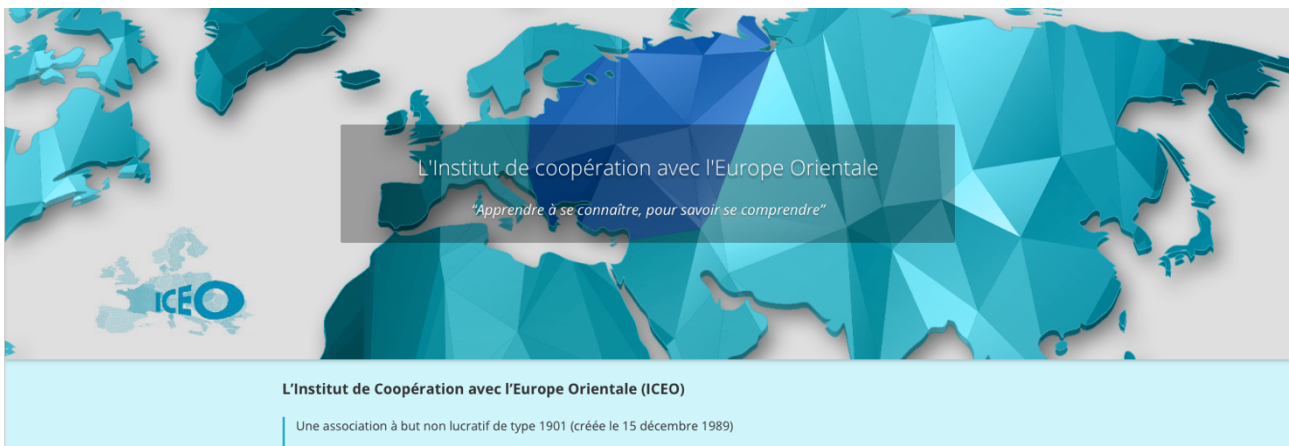 L'Institut de coopération avec l'Europe Orientale
“Apprendre à se connaître, pour savoir se comprendre”
ICEO
L’Institut de Coopération avec l’Europe Orientale (ICEO)
Une association à but non lucratif de type 1901 (créée le 15 décembre 1989)